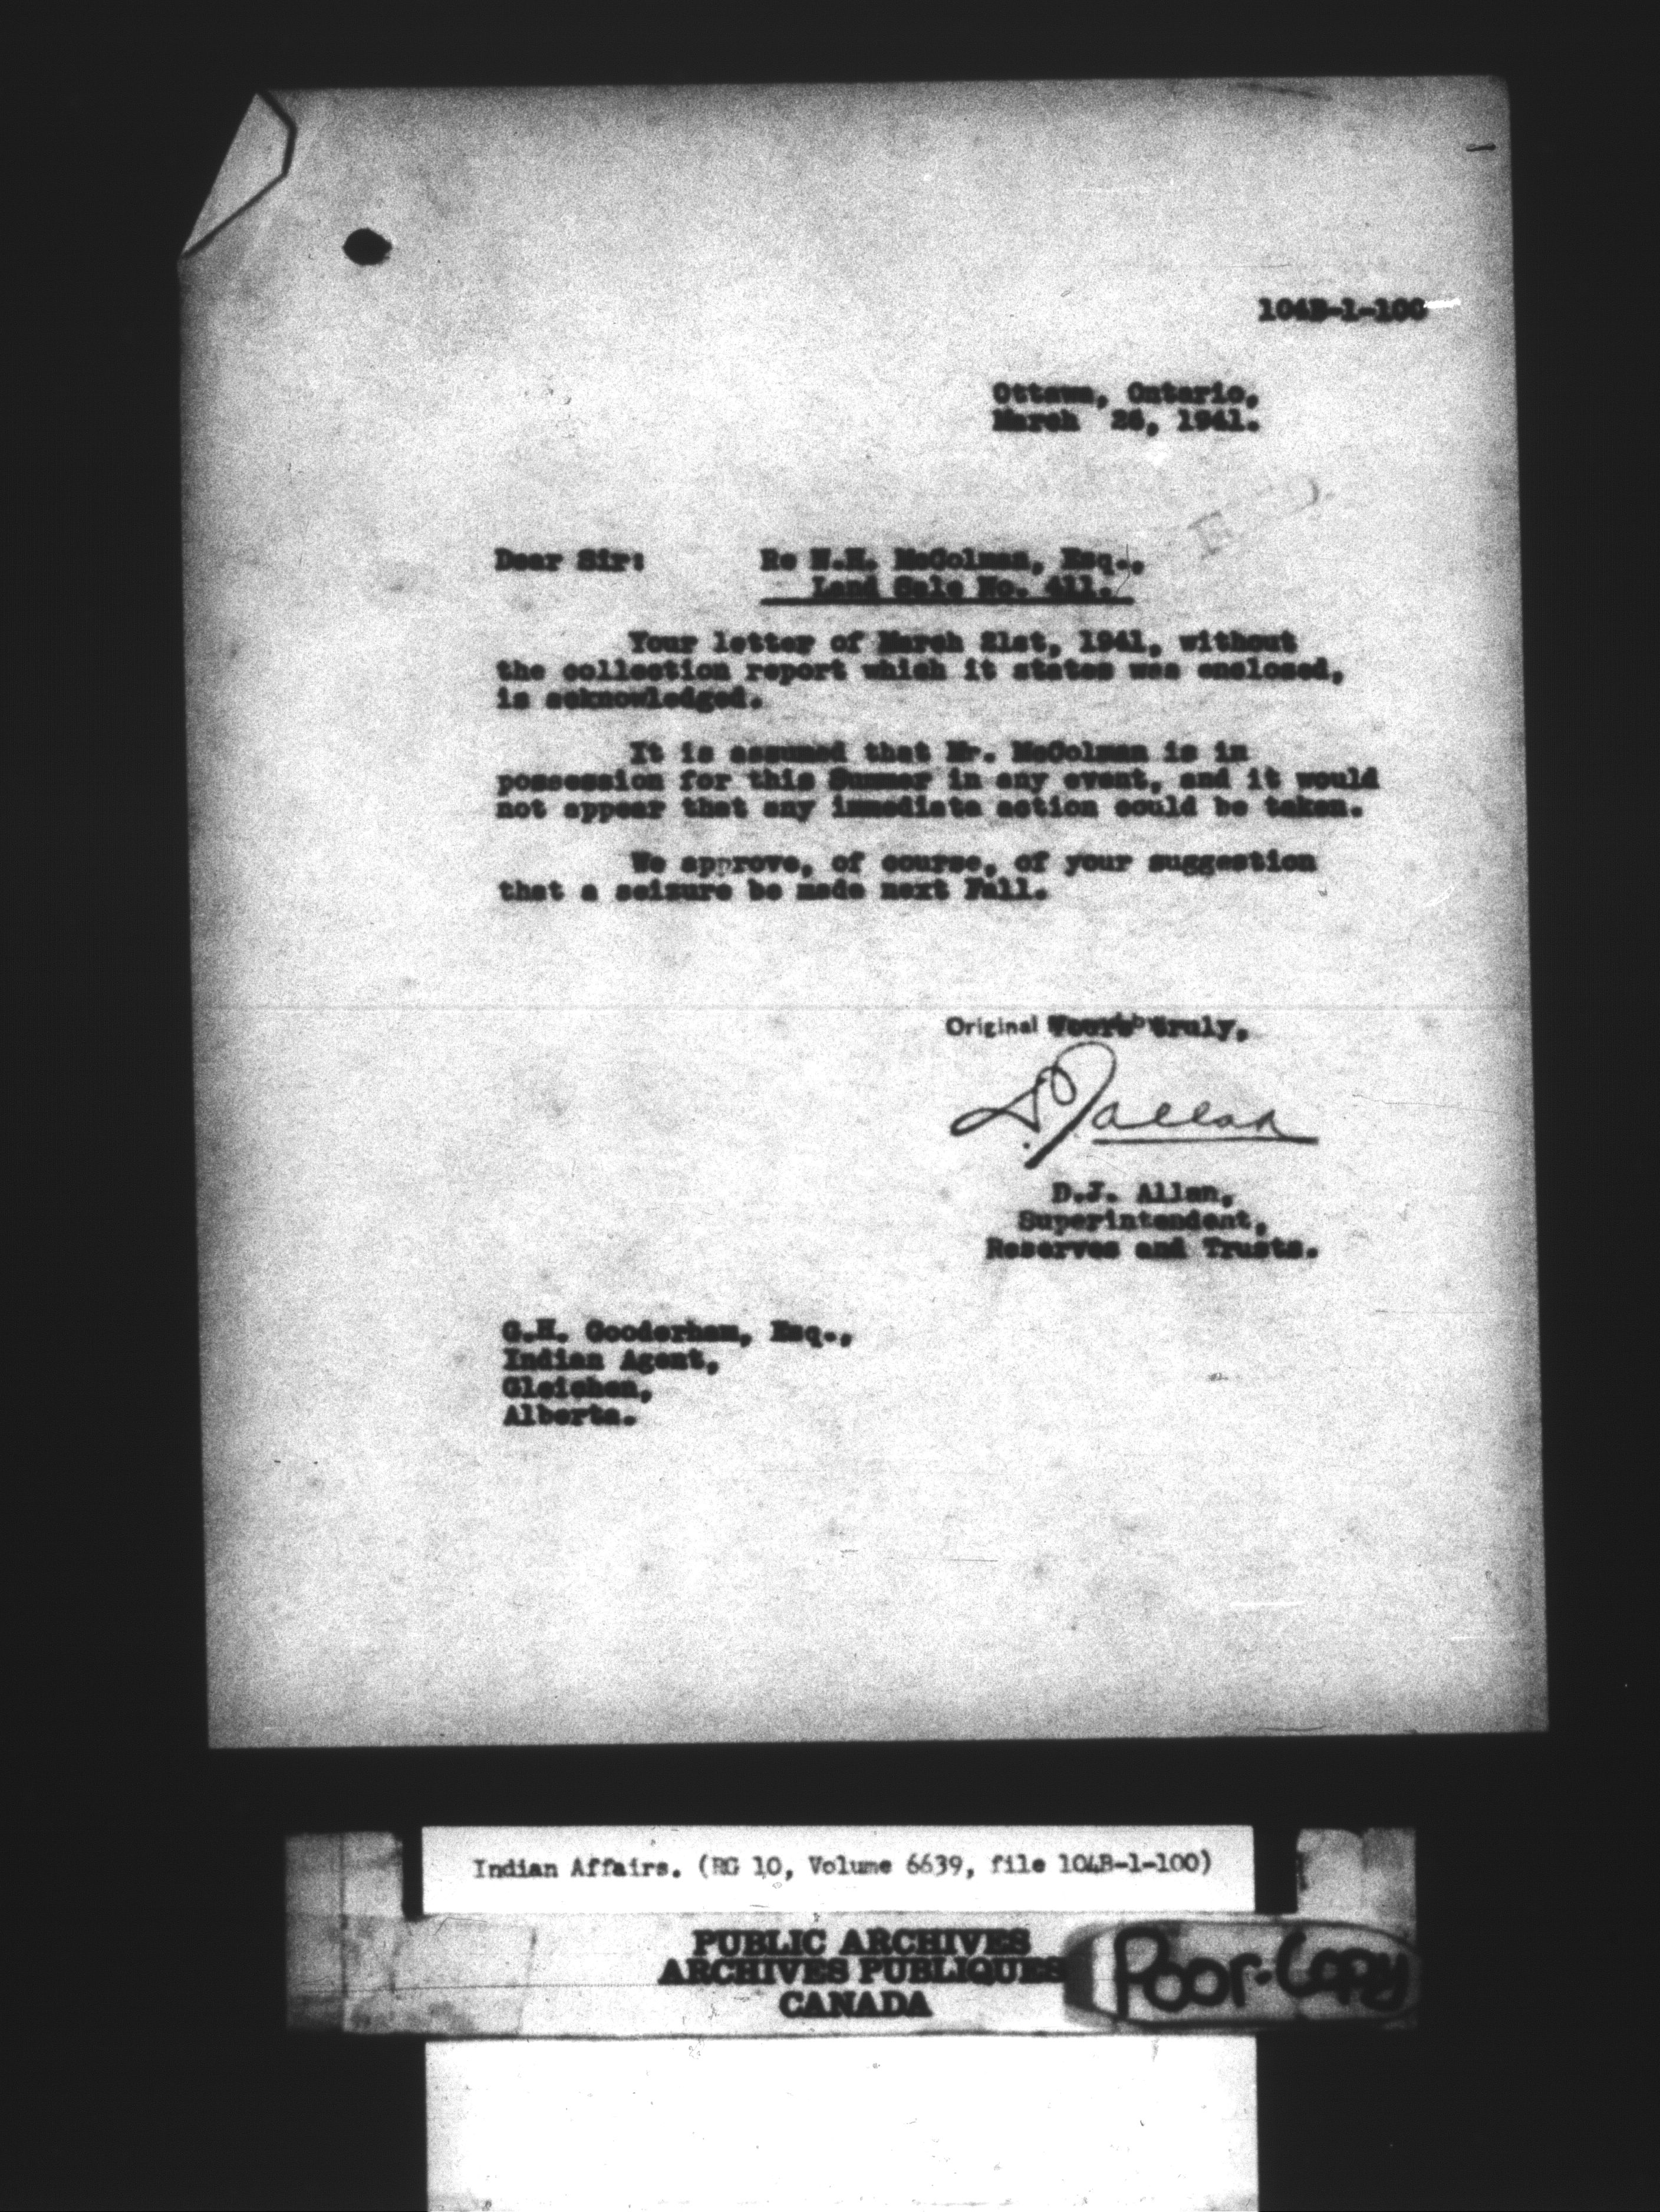 104B-1-100
Ottawa, Ontario,
March 26, 1941.
Dear Sir: Re N.H. McColman, Esq.,
Land Sale No. 411.
Your letter of March 21st, 1941, without
the collection report which it states was enclosed,
is acknowledged.
It is assumed that Mr. McColman is in
possession for this Summer in any event, and it would
not appear that any immediate action could be taken.
We approve, of course, of your suggestion
that a seizure be made next Fall.
Original Yours truly,
D.J. Allan
D.J. Allan,
Superintendent,
Reserves and Trusts.
G.H. Gooderham, Esq.,
Indian Agent,
Gleichen,
Alberta.
Indian Affairs. (RG 10, Volume 6639, file 104B-1-100)
PUBLIC ARCHIVES
ARCHIVES PUBLIQUES
CANADA
Poor-Copy